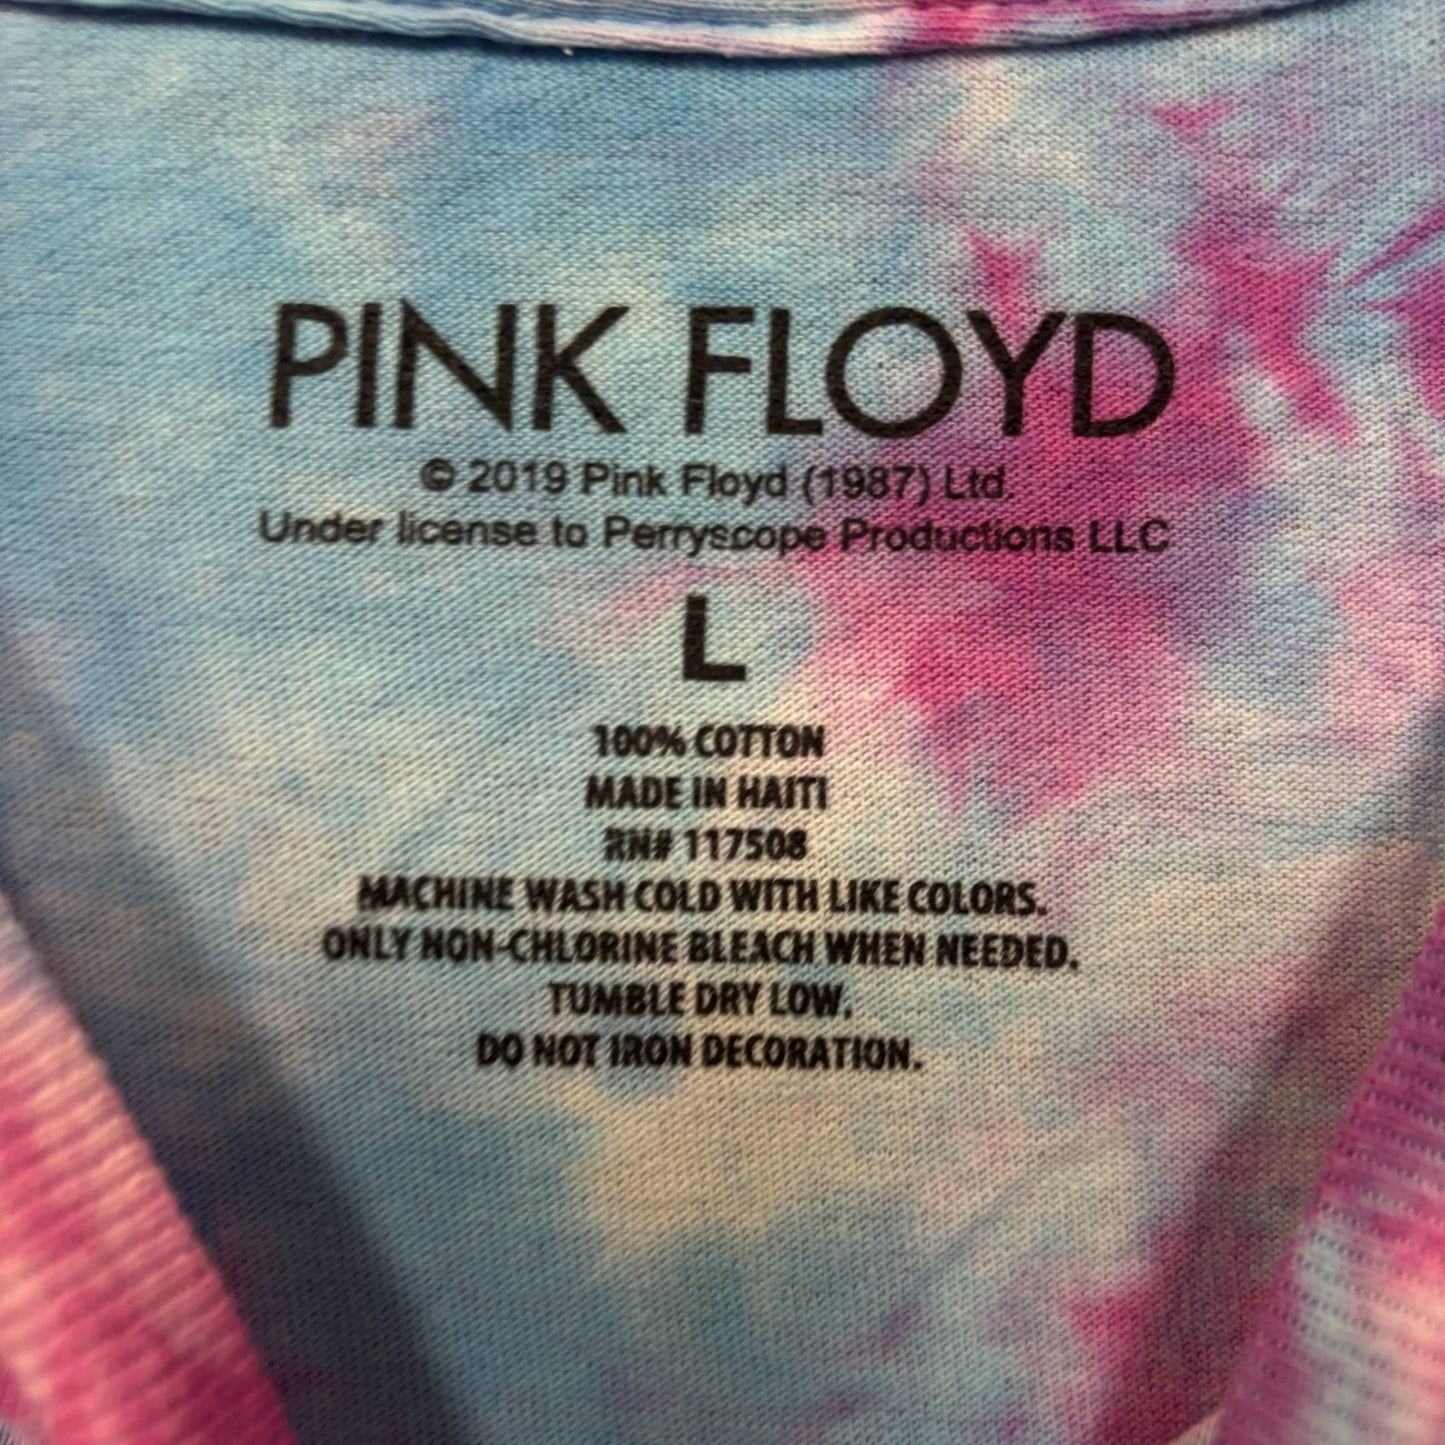 PINK FLOYD
© 2019 Pink Floyd (1987) Ltd.
Under license to Perryscope Productions LLC
L
100% COTTON
MADE IN HAITI
RN# 117508
MACHINE WASH COLD WITH LIKE COLORS.
ONLY NON-CHLORINE BLEACH WHEN NEEDED.
TUMBLE DRY LOW.
DO NOT IRON DECORATION.